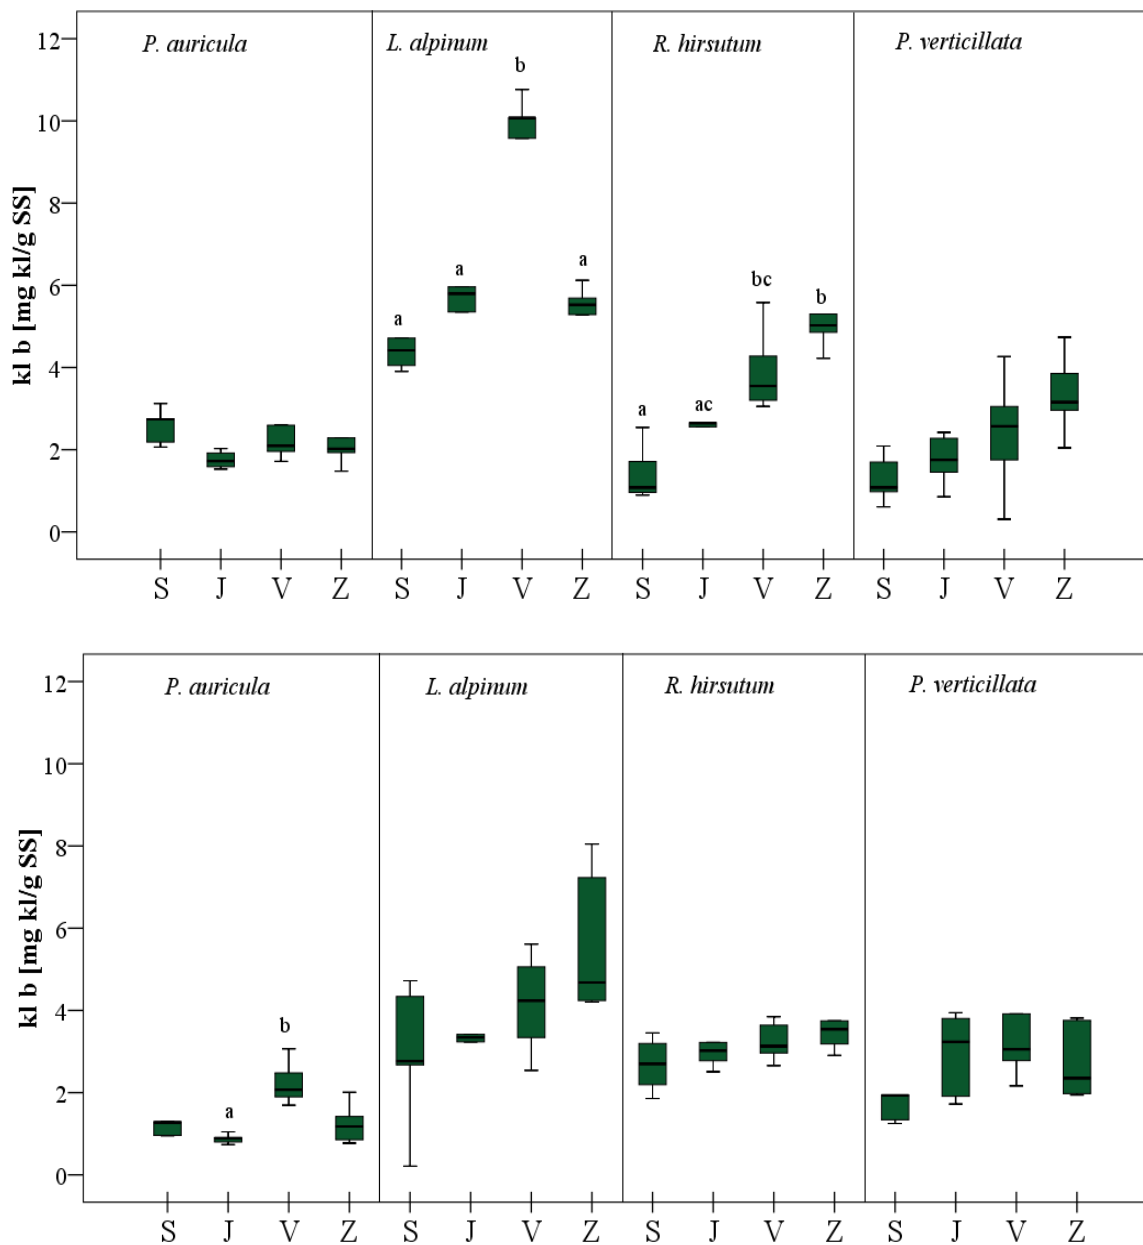 P. auricula L. alpinum R. hirsutum P. verticillata
kl b [mg kl/g SS]
12
10
8
6
4
2
0
a a b a
a ac bc b
S J V Z S J V Z S J V Z S J V Z
P. auricula L. alpinum R. hirsutum P. verticillata
kl b [mg kl/g SS]
12
10
8
6
4
2
0
a b
S J V Z S J V Z S J V Z S J V Z